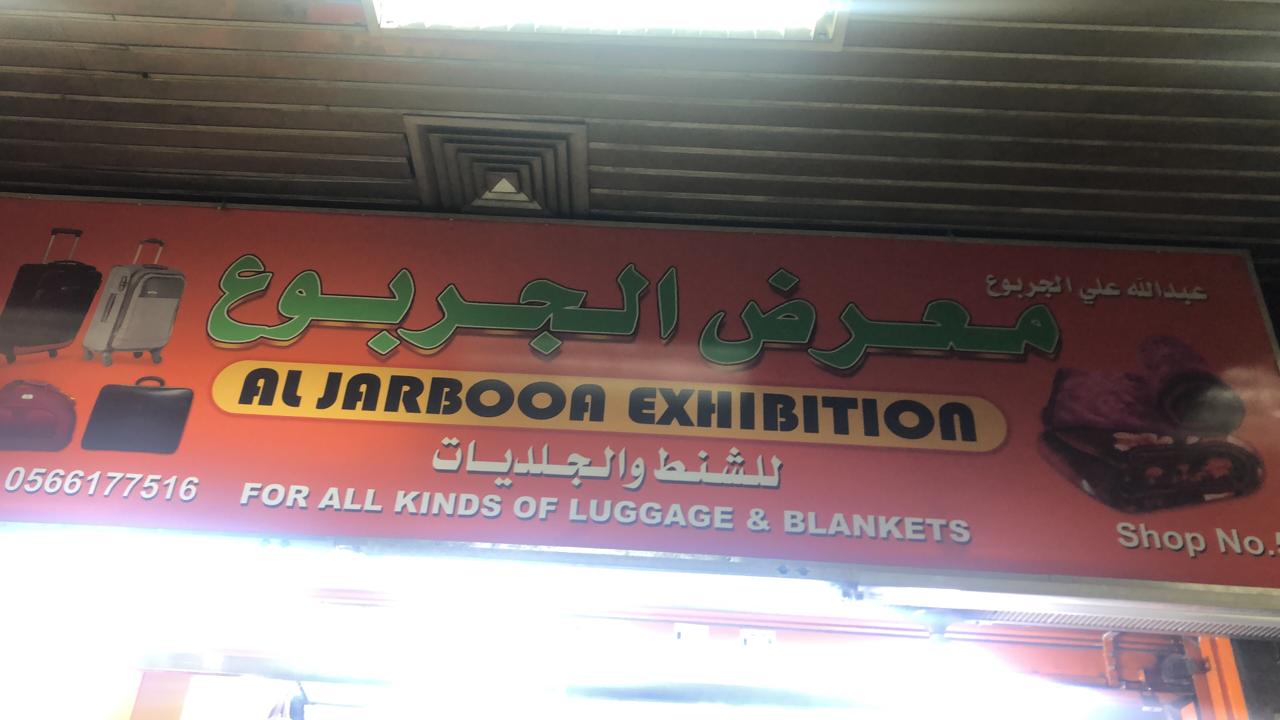 عبدالله علي الجربوع
معرض الجربوع
AL JARBOOA EXHIBITION
للشنط والجلديات
FOR ALL KINDS OF LUGGAGE & BLANKETS
0566177516
Shop No.